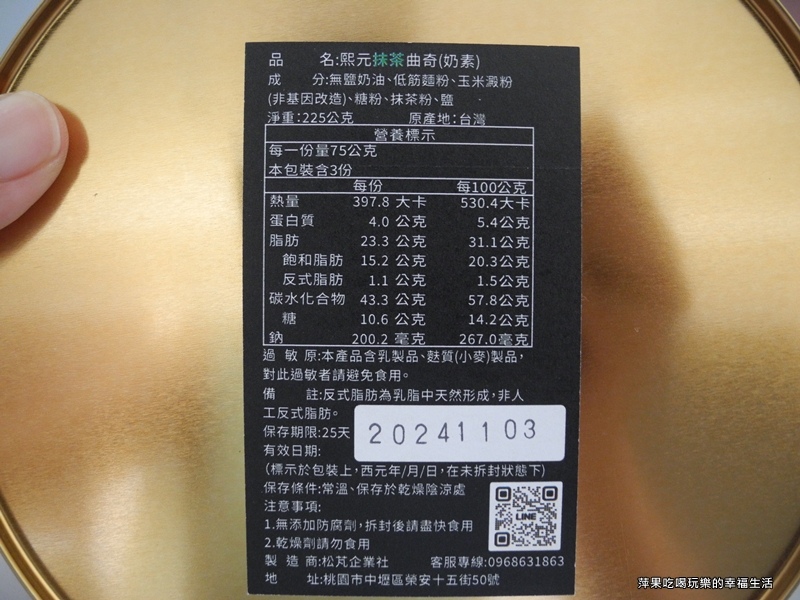 品 名:熙元抹茶曲奇(奶素)
成 分:無鹽奶油、低筋麵粉、玉米澱粉
(非基因改造)、糖粉、抹茶粉、鹽
淨重:225公克 原產地:台灣
營養標示
每一份量75公克
本包裝含3份
每份 每100公克
熱量 397.8 大卡 530.4大卡
蛋白質 4.0 公克 5.4公克
脂肪 23.3 公克 31.1公克
飽和脂肪 15.2 公克 20.3公克
反式脂肪 1.1 公克 1.5公克
碳水化合物 43.3 公克 57.8公克
糖 10.6 公克 14.2公克
鈉 200.2 毫克 267.0毫克
過 敏 原:本產品含乳製品、麩質(小麥)製品,
對此過敏者請避免食用。
備 註:反式脂肪為乳脂中天然形成,非人
工反式脂肪。
保存期限:25天
20241103
有效日期:
(標示於包裝上,西元年/月/日,在未拆封狀態下)
保存條件:常溫、保存於乾燥陰涼處
注意事項:
1.無添加防腐劑,拆封後請盡快食用
2.乾燥劑請勿食用
LINE
製 造 商:松芃企業社 客服專線:0968631863
地 址:桃園市中壢區榮安十五街50號
萍果吃喝玩樂的幸福生活